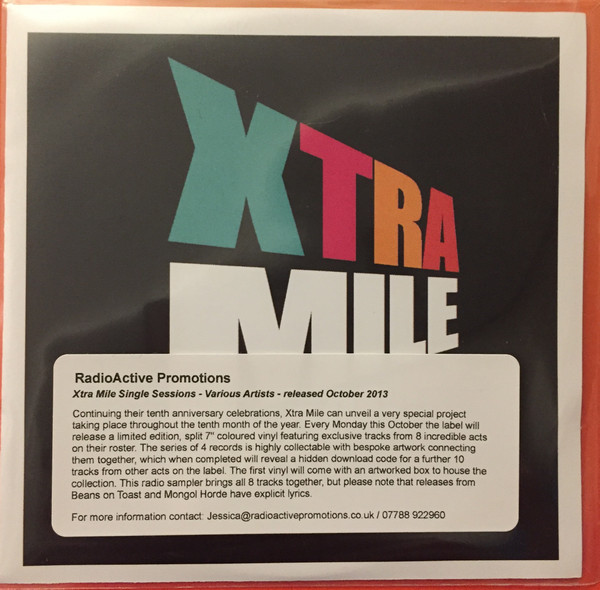 XTRA
MILE
RadioActive Promotions
Xtra Mile Single Sessions - Various Artists - released October 2013
Continuing their tenth anniversary celebrations, Xtra Mile can unveil a very special project
taking place throughout the tenth month of the year. Every Monday this October the label will
release a limited edition, split 7" coloured vinyl featuring exclusive tracks from 8 incredible acts
on their roster. The series of 4 records is highly collectable with bespoke artwork connecting
them together, which when completed will reveal a hidden download code for a further 10
tracks from other acts on the label. The first vinyl will come with an artworked box to house the
collection. This radio sampler brings all 8 tracks together, but please note that releases from
Beans on Toast and Mongol Horde have explicit lyrics.
For more information contact: Jessica@radioactivepromotions.co.uk / 07788 922960